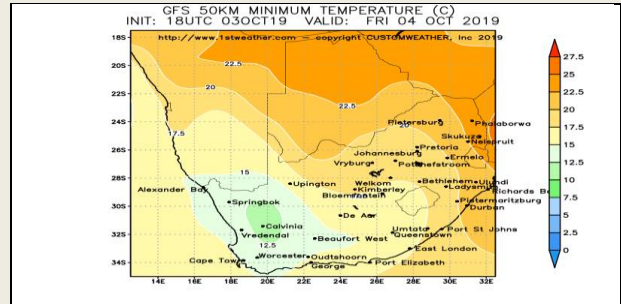 GFS 50KM MINIMUM TEMPERATURE (C)
INIT: 18UTC 03OCT19 VALID: FRI 04 OCT 2019
http://www.1stweather.com — copyright CUSTOMWEATHER, Inc 2019
18S
20S
22S
24S
26S
28S
30S
32S
34S
22.5
20
22.5
17.5
20
15
12.5
Pietersburg
Phalaborwa
Skukuza
Nelspruit
Pretoria
Johannesburg
Ermelo
Vryburg
Potchefstroom
Welkom
Bethlehem
Ulundi
Alexander Bay
Upington
Kimberley
Ladysmith
Richards B
Bloemfontein
Springbok
Pietermaritzburg
Durban
De Aar
Calvinia
Umtata
Port St Johns
Vredendal
Queenstown
Beaufort West
East London
Worcester
Oudtshoorn
Cape Town
George
Port Elizabeth
14E 16E 18E 20E 22E 24E 26E 28E 30E 32E
27.5
25
22.5
20
17.5
15
12.5
10
7.5
5
2.5
0